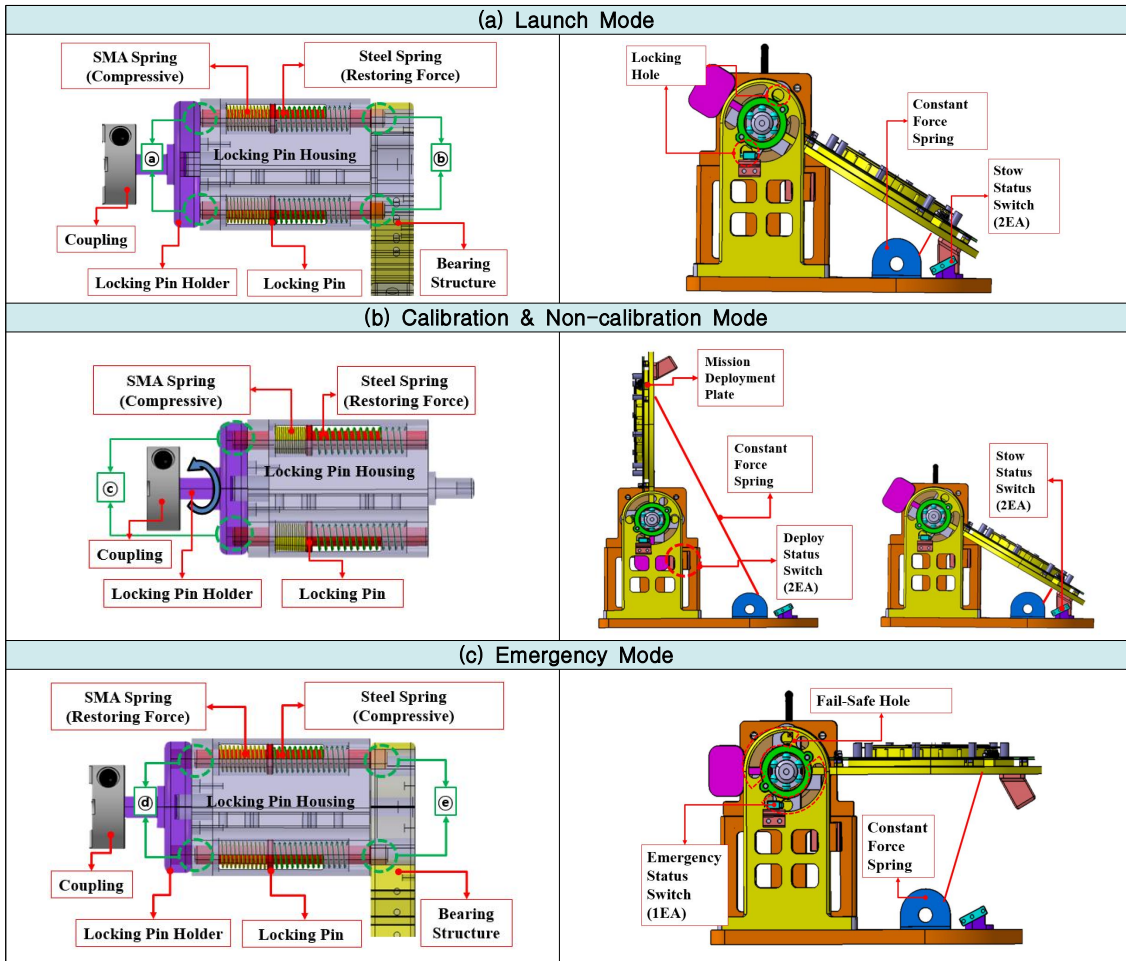 (a) Launch Mode
SMA Spring
(Compressive)
Steel Spring
(Restoring Force)
ⓐ
Locking Pin Housing
ⓑ
Coupling
Locking Pin Holder
Locking Pin
Bearing
Structure
Locking
Hole
Constant
Force
Spring
Stow
Status
Switch
(2EA)
(b) Calibration & Non-calibration Mode
SMA Spring
(Compressive)
Steel Spring
(Restoring Force)
Locking Pin Housing
ⓒ
Coupling
Locking Pin Holder
Locking Pin
Mission
Deployment
Plate
Constant
Force
Spring
Deploy
Status
Switch
(2EA)
Stow
Status
Switch
(2EA)
(c) Emergency Mode
SMA Spring
(Restoring Force)
Steel Spring
(Compressive)
ⓓ
Locking Pin Housing
ⓔ
Coupling
Locking Pin Holder
Locking Pin
Bearing
Structure
Fail-Safe Hole
Emergency
Status
Switch
(1EA)
Constant
Force
Spring